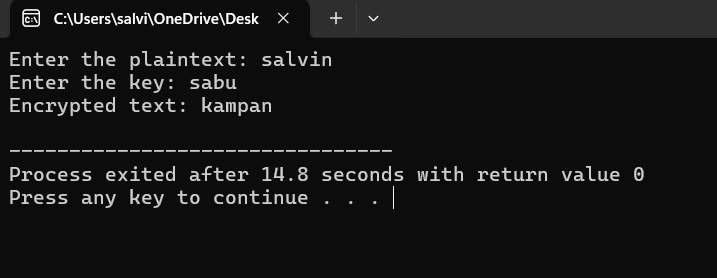 C:\Users\salvi\OneDrive\Desk
Enter the plaintext: salvin
Enter the key: sabu
Encrypted text: kampan
--------------------------------
Process exited after 14.8 seconds with return value 0
Press any key to continue . . .